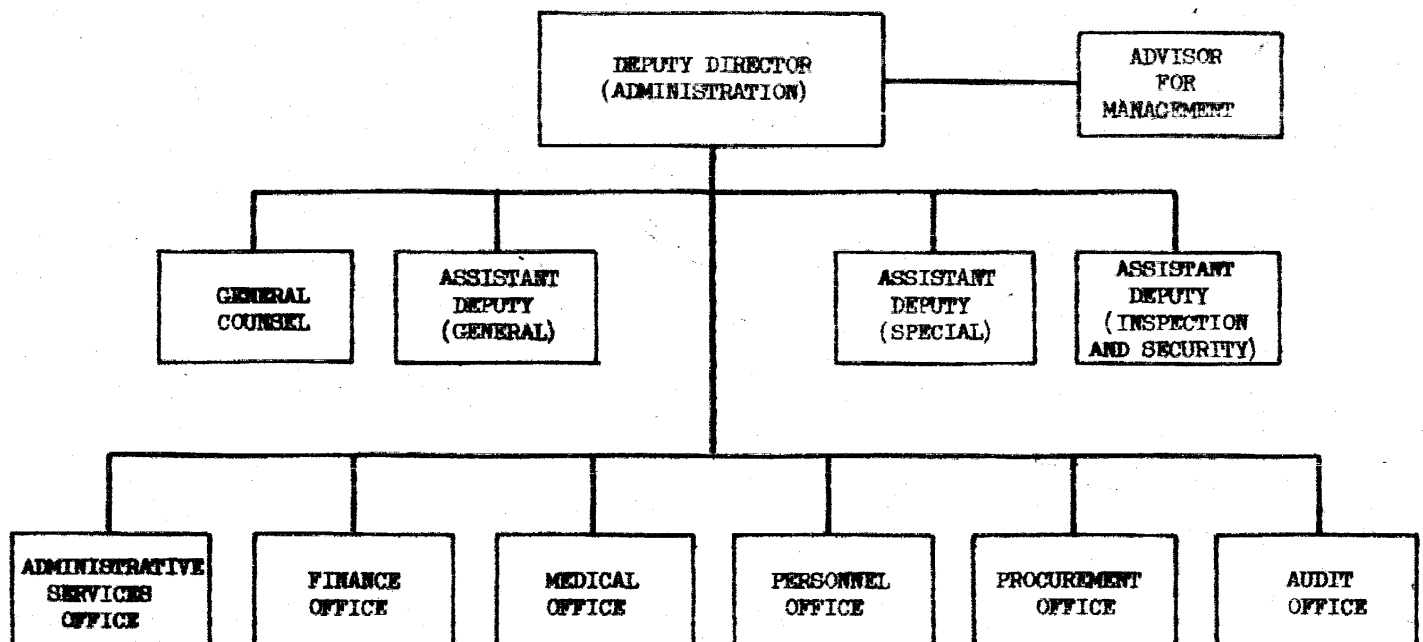 DEPUTY DIRECTOR
(ADMINISTRATION)
ADVISOR
FOR
MANAGEMENT
GENERAL
COUNSEL
ASSISTANT
DEPUTY
(GENERAL)
ASSISTANT
DEPUTY
(SPECIAL)
ASSISTANT
DEPUTY
(INSPECTION
AND SECURITY)
ADMINISTRATIVE
SERVICES
OFFICE
FINANCE
OFFICE
MEDICAL
OFFICE
PERSONNEL
OFFICE
PROCUREMENT
OFFICE
AUDIT
OFFICE